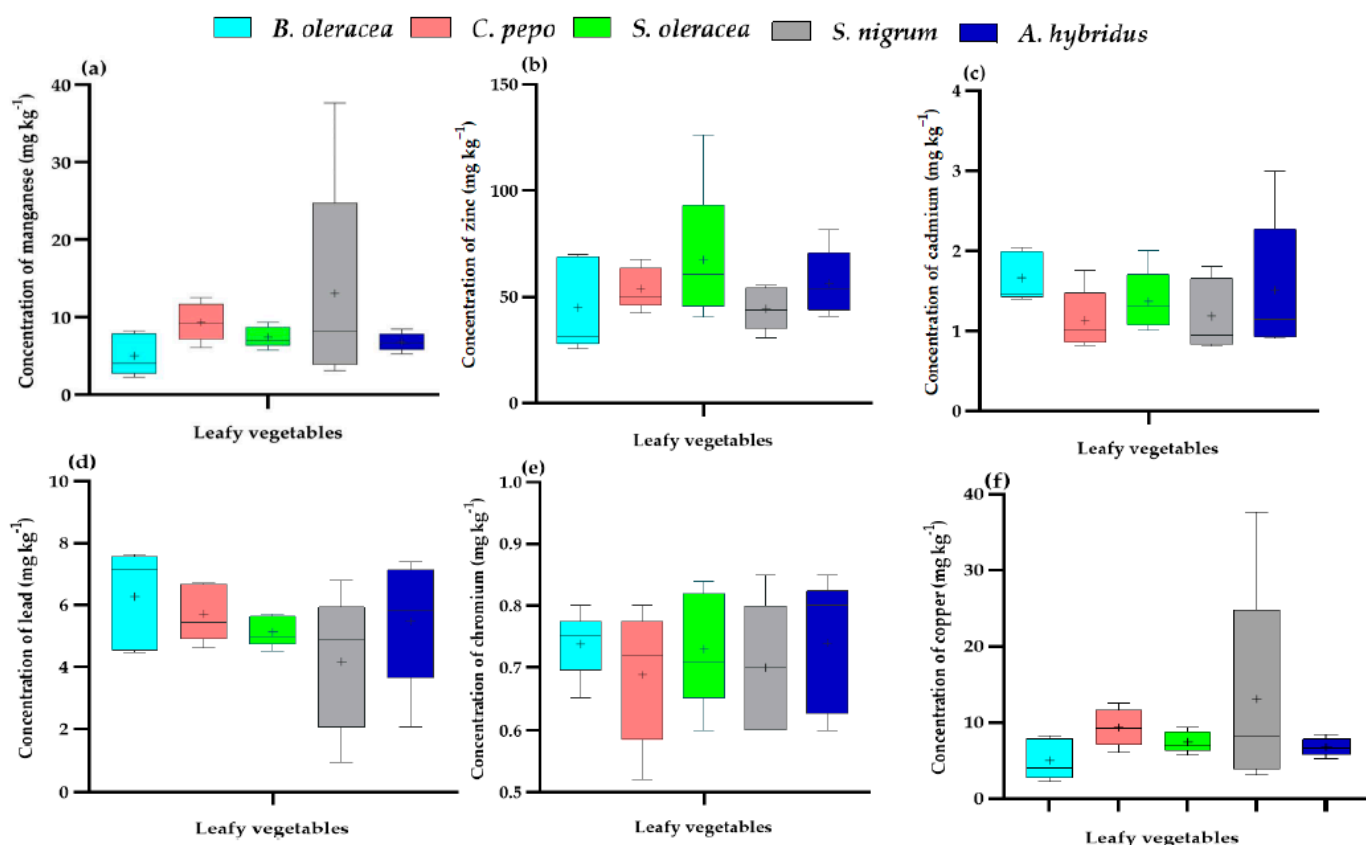 B. oleracea C. pepo S. oleracea S. nigrum A. hybridus
(a)
Concentration of manganese (mg kg⁻¹)
40
30
20
10
0
Leafy vegetables
(b)
Concentration of zinc (mg kg⁻¹)
150
100
50
0
Leafy vegetables
(c)
Concentration of cadmium (mg kg⁻¹)
4
3
2
1
0
Leafy vegetables
(d)
Concentration of lead (mg kg⁻¹)
10
8
6
4
2
0
Leafy vegetables
(e)
Concentration of chromium (mg kg⁻¹)
1.0
0.9
0.8
0.7
0.6
0.5
Leafy vegetables
(f)
Concentration of copper (mg kg⁻¹)
40
30
20
10
0
Leafy vegetables